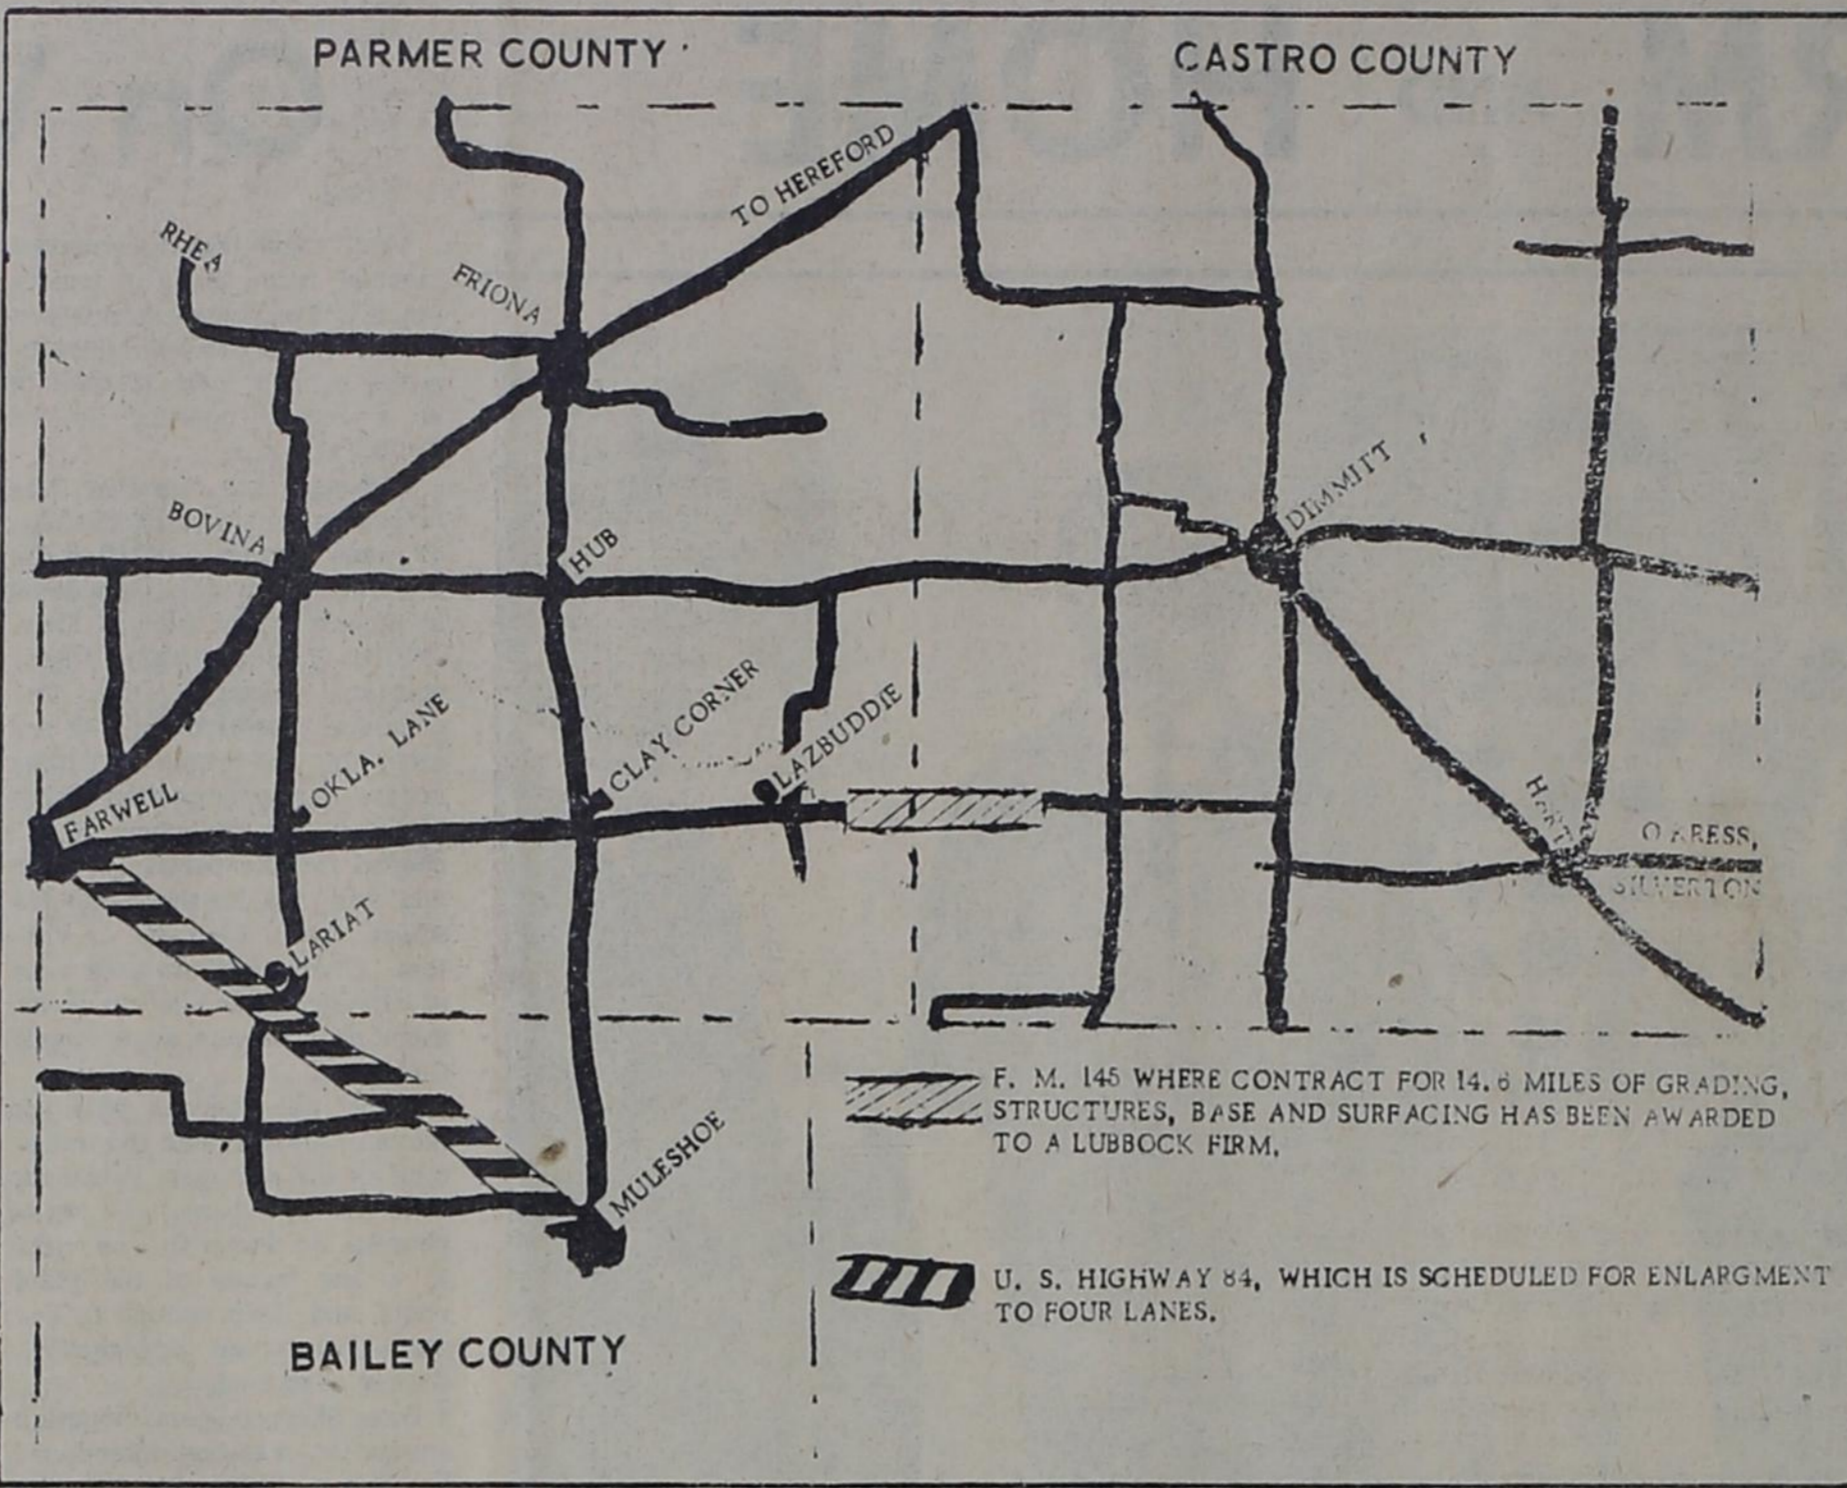 PARMER COUNTY
CASTRO COUNTY
TO HEREFORD
RHEA
FRIONA
DIMMITT
BOVINA
HUB
CLAY CORNER
LAZBUDDIE
OKLA. LANE
FARWELL
HART
LARIAT
SILVERTON
F. M. 145 WHERE CONTRACT FOR 14.6 MILES OF GRADING,
STRUCTURES, BASE AND SURFACING HAS BEEN AWARDED
TO A LUBBOCK FIRM.
MULESHOE
U. S. HIGHWAY 84, WHICH IS SCHEDULED FOR ENLARGMENT
TO FOUR LANES.
BAILEY COUNTY